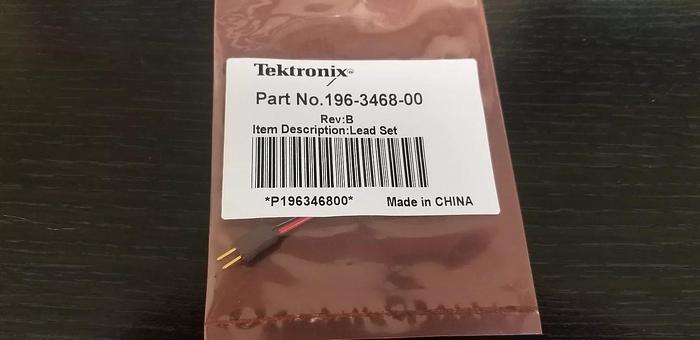 Tektronix®
Part No.196-3468-00
Rev:B
Item Description:Lead Set
*P196346800*
Made in CHINA